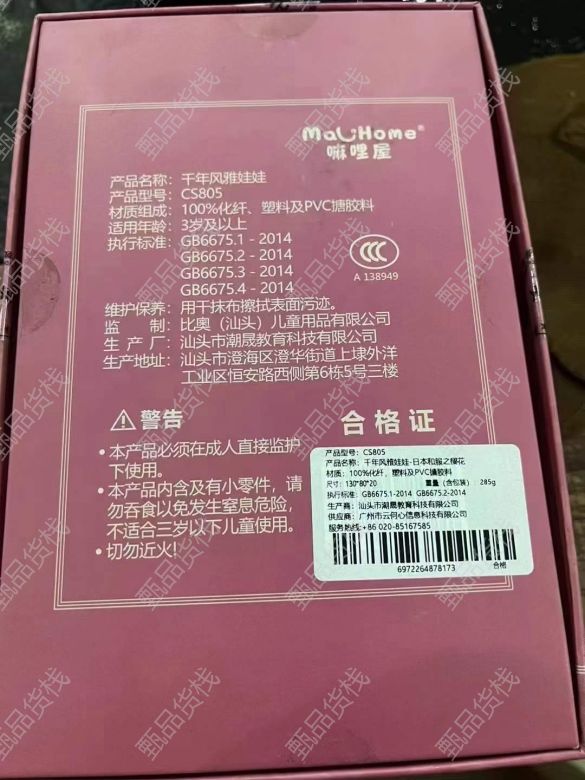 MaLiHome®
嘛哩屋
产品名称：千年风雅娃娃
产品型号：CS805
材质组成：100%化纤、塑料及PVC搪胶料
适用年龄：3岁及以上
执行标准：GB6675.1 - 2014
GB6675.2 - 2014
GB6675.3 - 2014
GB6675.4 - 2014
CCC
A 138949
维护保养：用干抹布擦拭表面污迹。
监制：比奥（汕头）儿童用品有限公司
生产厂：汕头市潮晟教育科技有限公司
生产地址：汕头市澄海区澄华街道上埭外洋
工业区恒安路西侧第6栋5号三楼
警告
• 本产品必须在成人直接监护
下使用。
• 本产品内含及有小零件，请
勿吞食以免发生窒息危险，
不适合三岁以下儿童使用。
• 切勿近火！
合格证
产品型号：CS805
产品名称：千年风雅娃娃-日本和服之樱花
材质：100%化纤、塑料及PVC搪胶料
尺寸：130*80*20 重量（含包装） 285g
执行标准：GB6675.1-2014 GB6675.2-2014
生产商：汕头市潮晟教育科技有限公司
供应商：广州市云何心信息科技有限公司
服务热线：+86 020-85167585
6972264878173 合格
甄品货栈